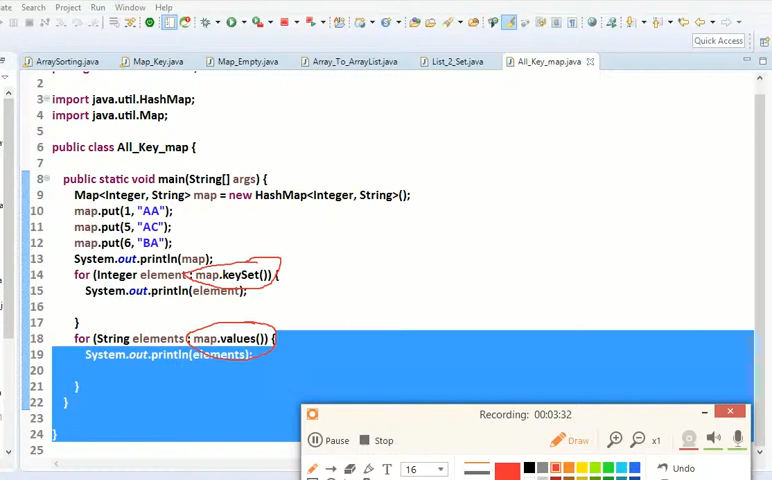 Search Project Run Window Help
Quick Access
ArraySorting.java Map_Key.java Map_Empty.java Array_To_ArrayList.java List_2_Set.java All_Key_map.java
2
3 import java.util.HashMap;
4 import java.util.Map;
5
6 public class All_Key_map {
7
8 public static void main(String[] args) {
9 Map<Integer, String> map = new HashMap<Integer, String>();
10 map.put(1, "AA");
11 map.put(5, "AC");
12 map.put(6, "BA");
13 System.out.println(map);
14 for (Integer element : map.keySet()) {
15 System.out.println(element);
16
17 }
18 for (String elements : map.values()) {
19 System.out.println(elements);
20
21 }
22 }
23
24 }
25
Recording: 00:03:32
Pause Stop Draw x1
T 16 Undo